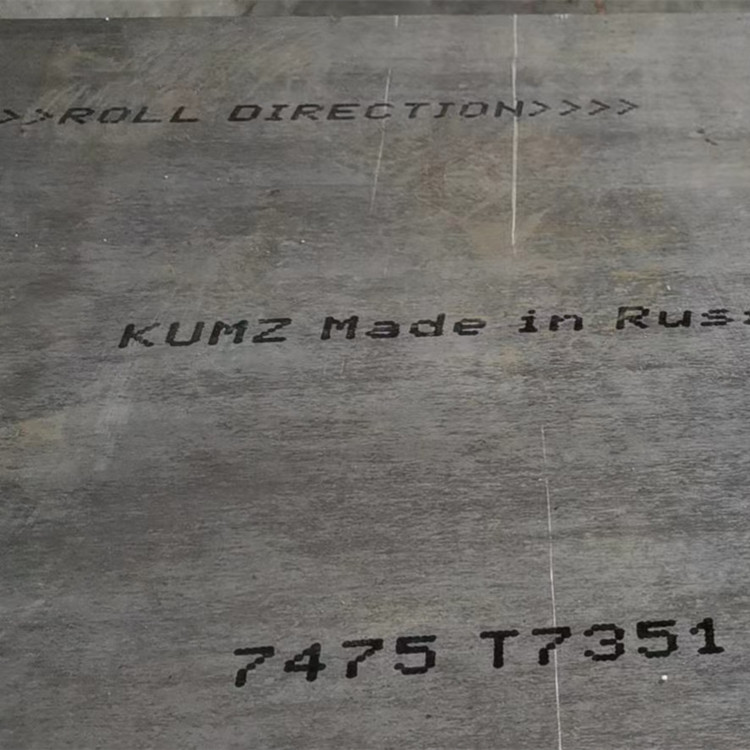 >>ROLL DIRECTION>>>>
KUMZ Made in
7475 T7351